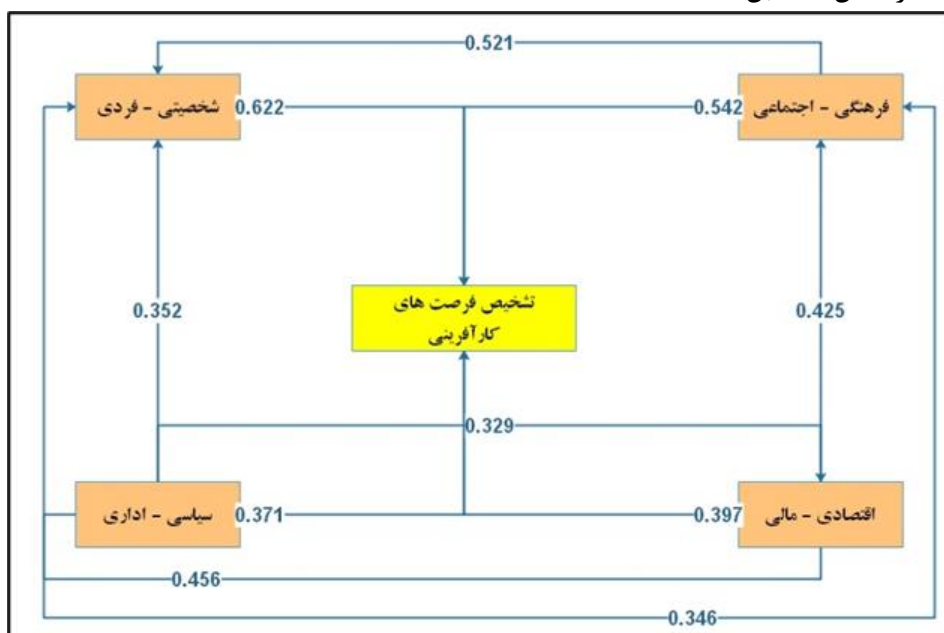 0.521
شخصیتی - فردی
0.622
0.542
فرهنگی - اجتماعی
تشخیص فرصت های
کارآفرینی
0.352
0.425
0.329
سیاسی - اداری
0.371
0.397
اقتصادی - مالی
0.456
0.346